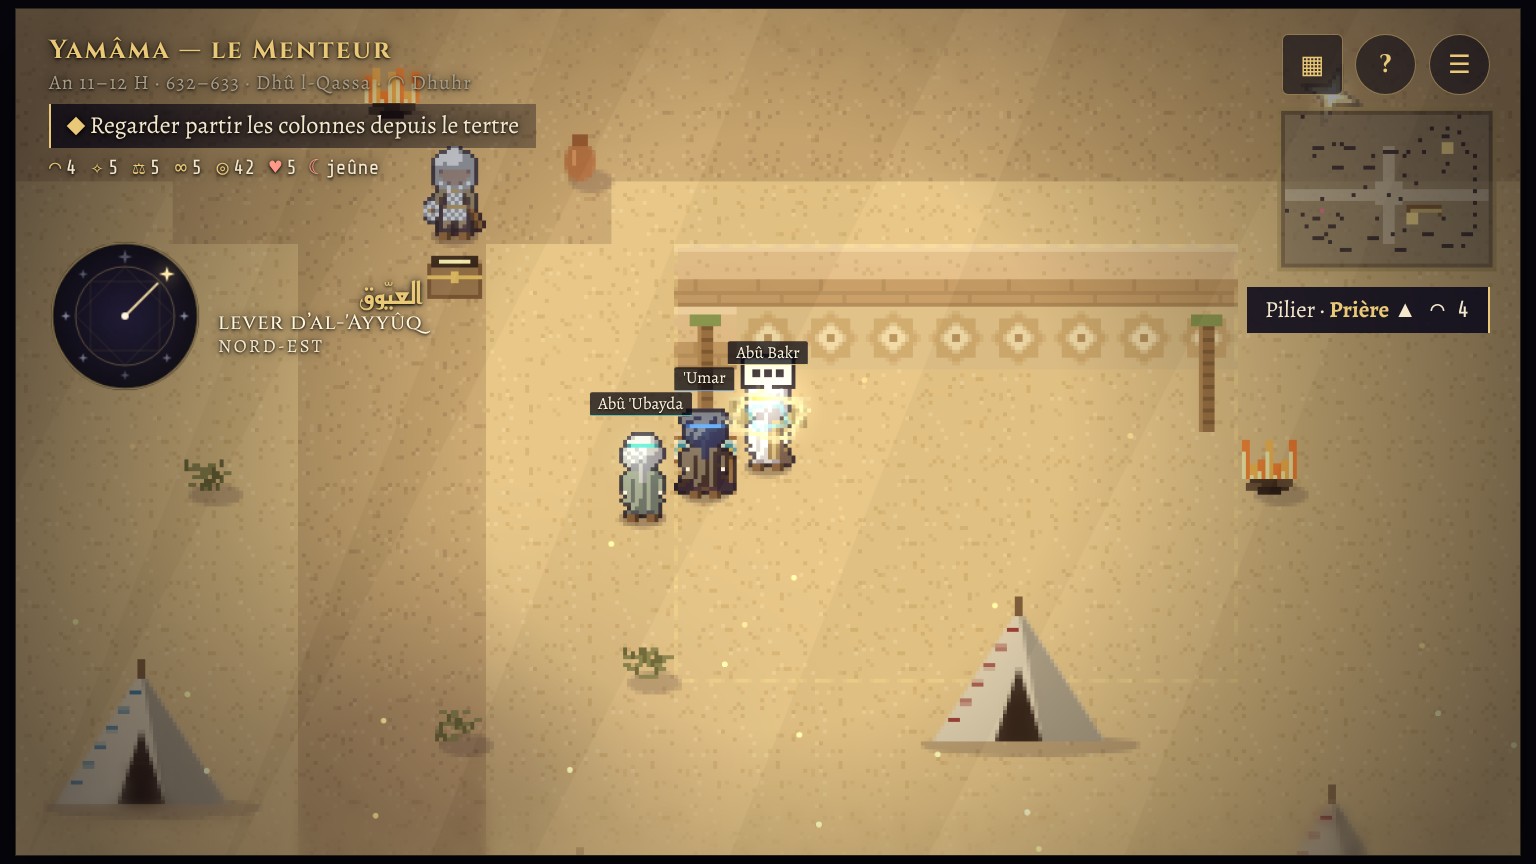 Yamâma — le Menteur
An 11–12 H · 632–633 · Dhû l-Qassa · ◠ Dhuhr
◆ Regarder partir les colonnes depuis le tertre
◠ 4 ✧ 5 ⚖ 5 ∞ 5 ◎ 42 ♥ 5 ☾ jeûne
?
☰
العيّوق
LEVER D'AL-'AYYÛQ
NORD-EST
Pilier · Prière ▲ ◠ 4
Abû Bakr
'Umar
Abû 'Ubayda